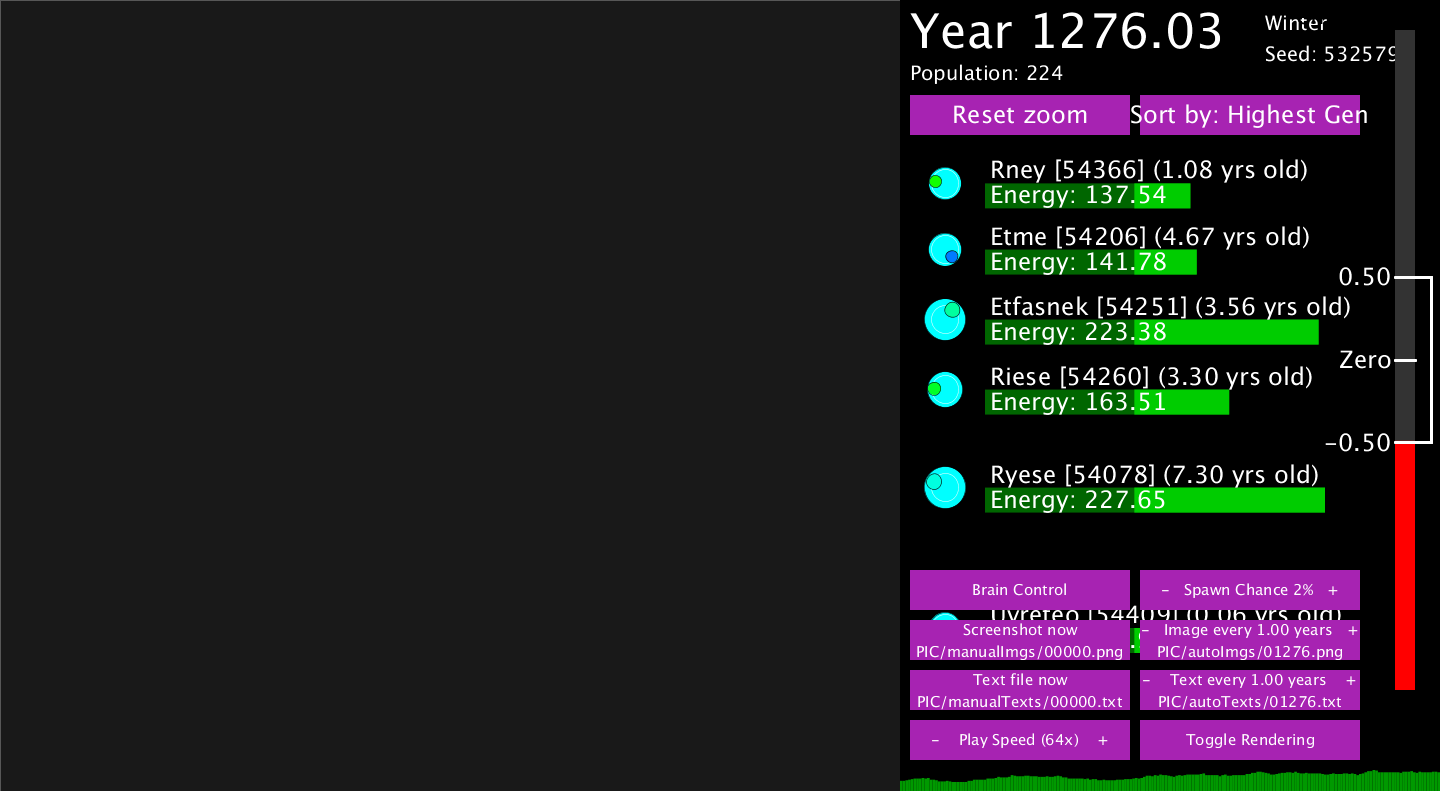 Year 1276.03
Winter
Seed: 532579
Population: 224
Reset zoom
Sort by: Highest Gen
Rney [54366] (1.08 yrs old)
Energy: 137.54
Etme [54206] (4.67 yrs old)
Energy: 141.78
Etfasnek [54251] (3.56 yrs old)
Energy: 223.38
Riese [54260] (3.30 yrs old)
Energy: 163.51
Ryese [54078] (7.30 yrs old)
Energy: 227.65
0.50
Zero
-0.50
Brain Control
- Spawn Chance 2% +
[54409] (0.06 yrs old)
Screenshot now
PIC/manualImgs/00000.png
- Image every 1.00 years +
PIC/autoImgs/01276.png
Text file now
PIC/manualTexts/00000.txt
- Text every 1.00 years +
PIC/autoTexts/01276.txt
- Play Speed (64x) +
Toggle Rendering